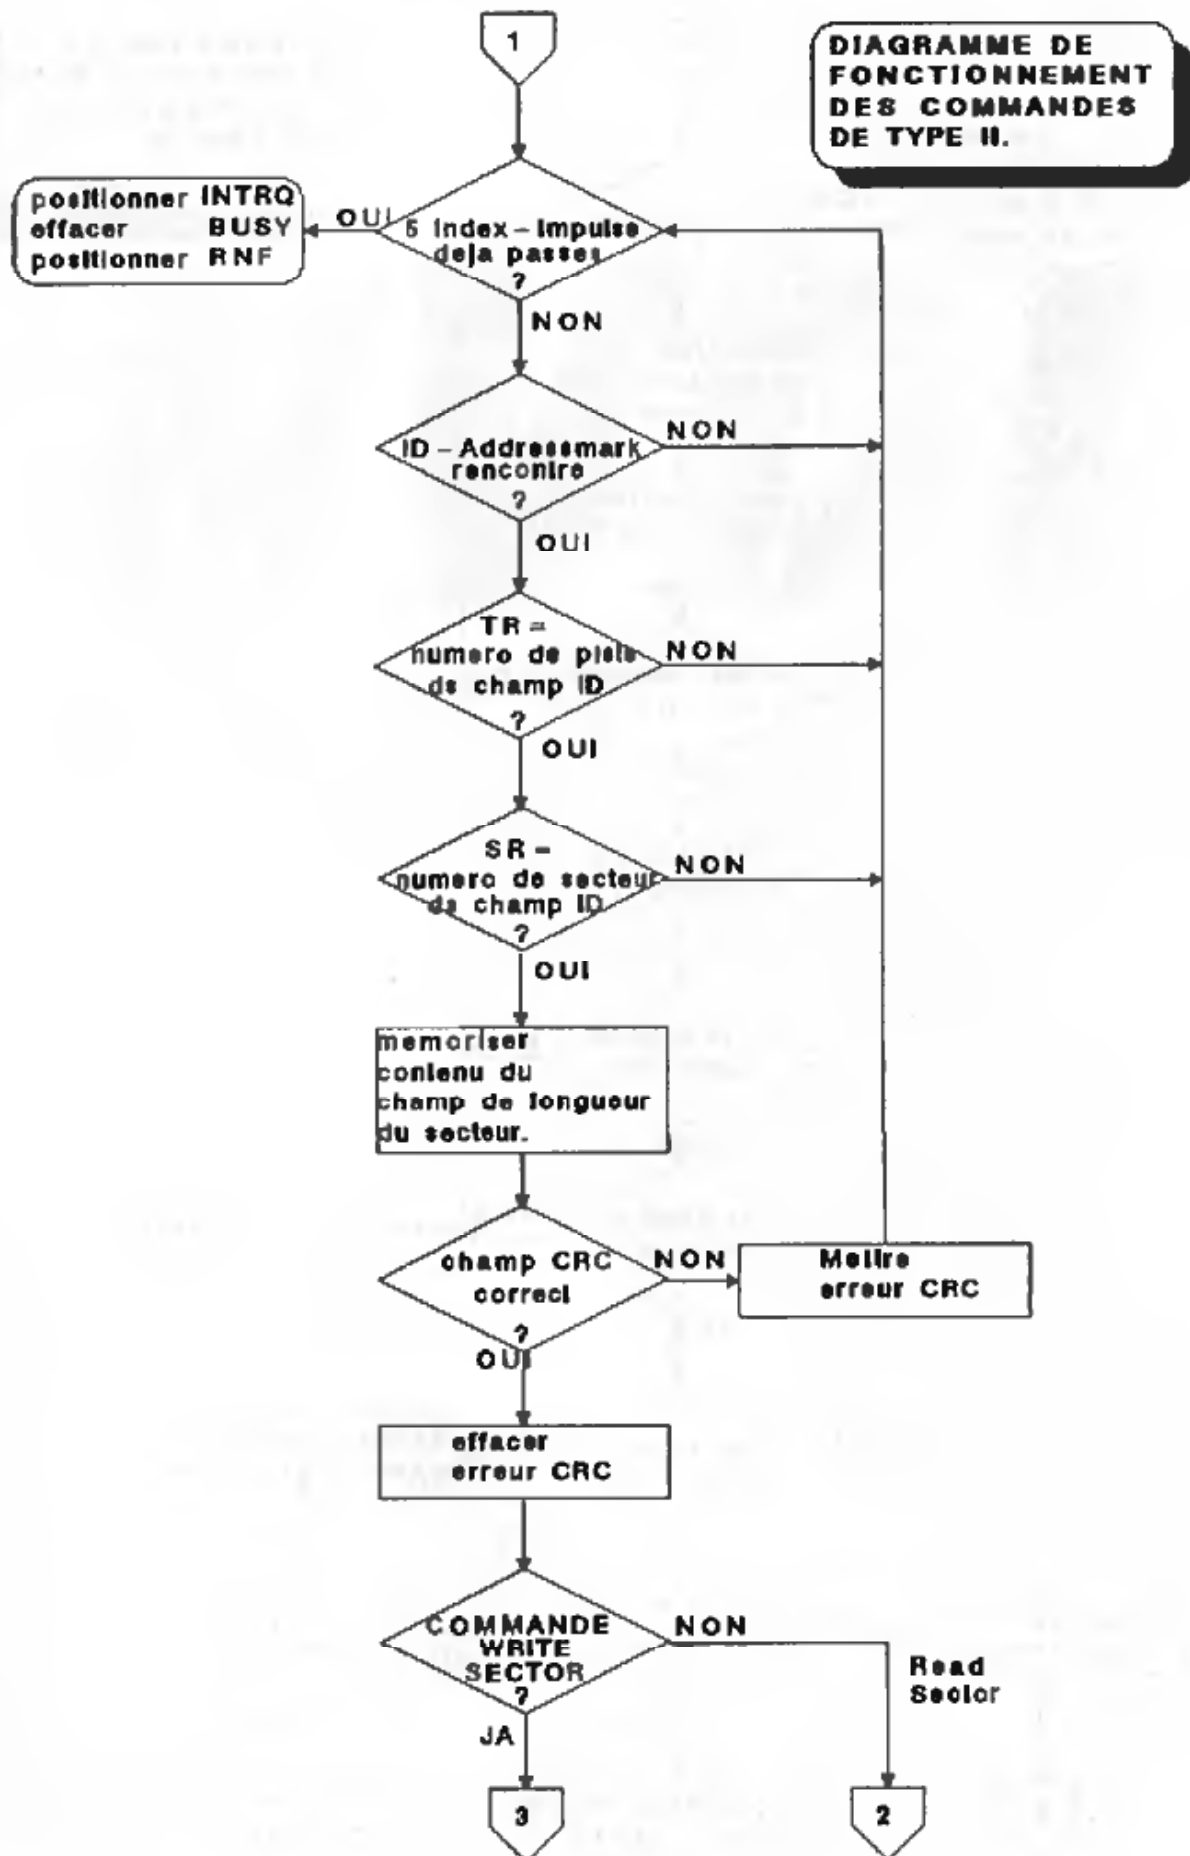 1
DIAGRAMME DE
FONCTIONNEMENT
DES COMMANDES
DE TYPE II.
positionner INTRQ
effacer BUSY
positionner RNF
OUI
5 Index - Impulse
deja passes
?
NON
ID - Addressmark
rencontre
?
NON
OUI
TR =
numero de piste
ds champ ID
?
NON
OUI
SR =
numero de secteur
ds champ ID
?
NON
OUI
memoriser
contenu du
champ de longueur
du secteur.
champ CRC
correct
?
NON
Mettre
erreur CRC
OUI
effacer
erreur CRC
COMMANDE
WRITE
SECTOR
?
NON
Read
Sector
JA
3
2